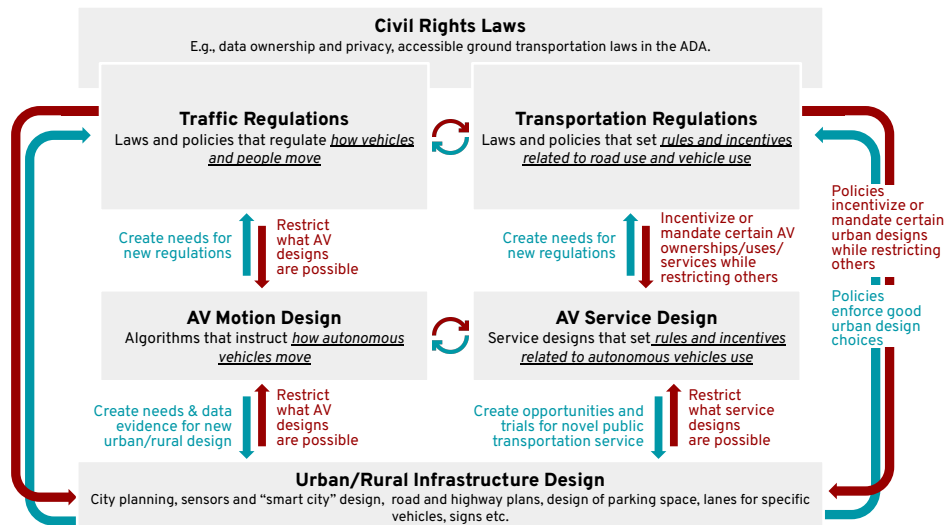 Civil Rights Laws
E.g., data ownership and privacy, accessible ground transportation laws in the ADA.
Traffic Regulations
Laws and policies that regulate how vehicles
and people move
Transportation Regulations
Laws and policies that set rules and incentives
related to road use and vehicle use
Create needs for
new regulations
Restrict
what AV
designs
are possible
Create needs for
new regulations
Incentivize or
mandate certain AV
ownerships/uses/
services while
restricting others
Policies
incentivize or
mandate certain
urban designs
while restricting
others
Policies
enforce good
urban design
choices
AV Motion Design
Algorithms that instruct how autonomous
vehicles move
AV Service Design
Service designs that set rules and incentives
related to autonomous vehicles use
Create needs & data
evidence for new
urban/rural design
Restrict
what AV
designs
are possible
Create opportunities and
trials for novel public
transportation service
Restrict
what service
designs
are possible
Urban/Rural Infrastructure Design
City planning, sensors and “smart city” design, road and highway plans, design of parking space, lanes for specific
vehicles, signs etc.